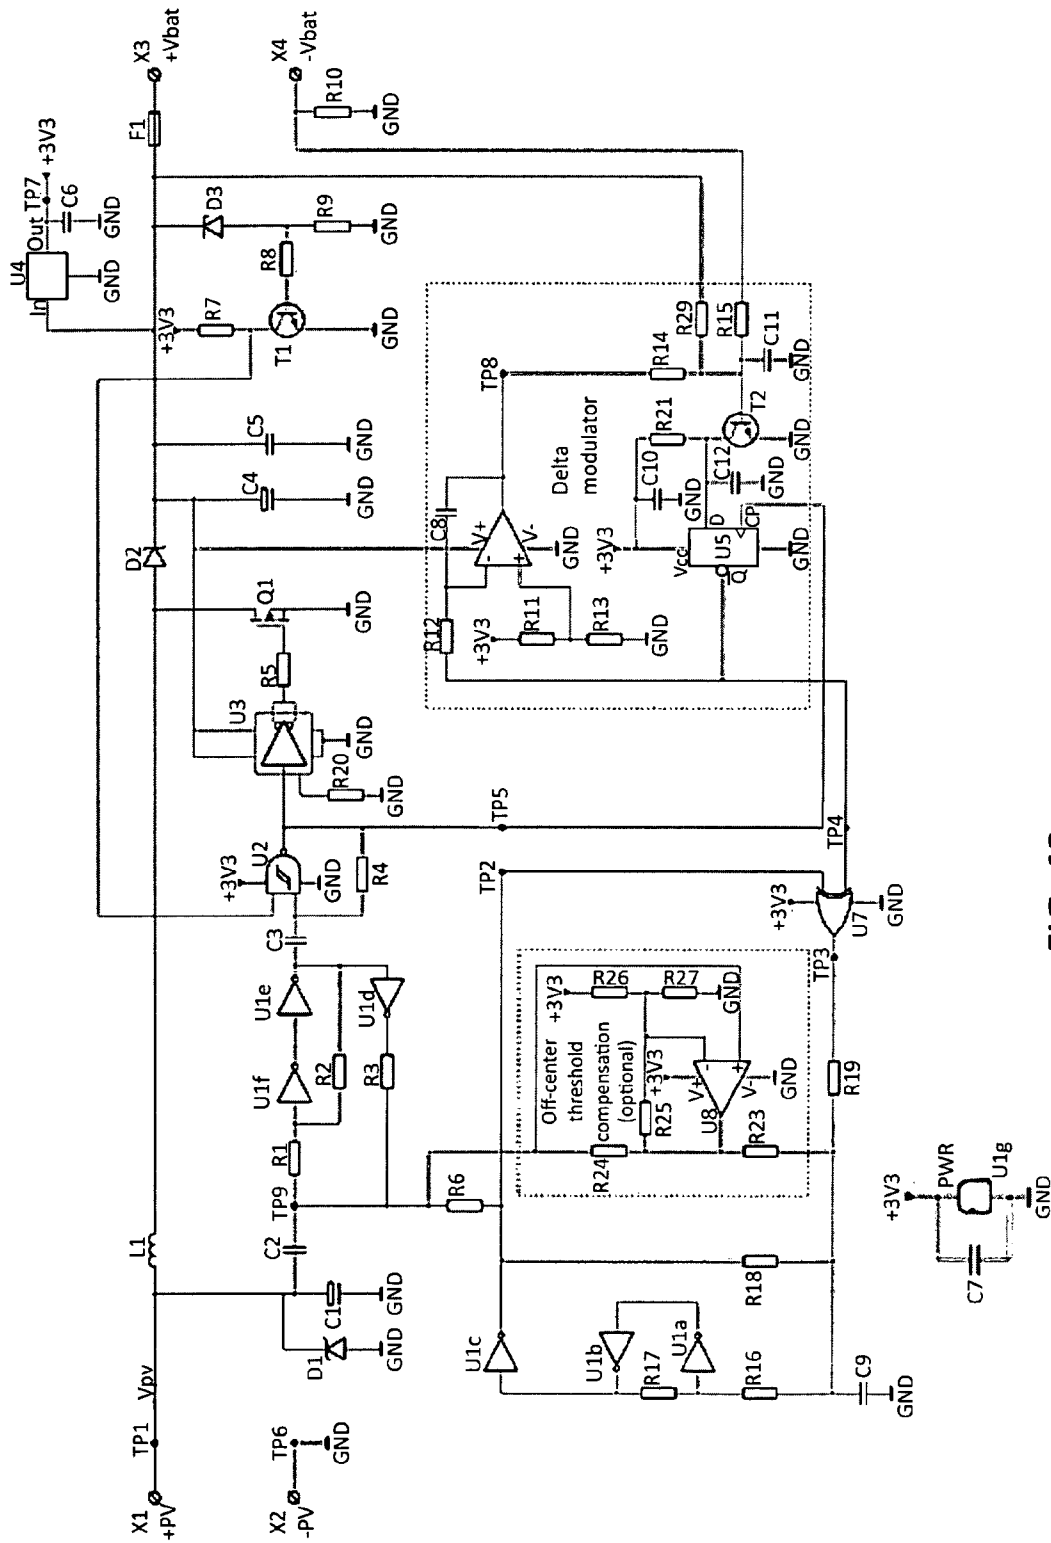 X1
+PV
TP1
Vpv
L1
D2
F1
X3
+Vbat
X2
-PV
TP6
GND
X4
-Vbat
R10
GND
U4
In
Out
TP7
+3V3
C6
GND
GND
D3
R9
GND
R8
+3V3
R7
T1
GND
C5
GND
C4
GND
Q1
GND
R5
U3
GND
R20
GND
+3V3
U2
GND
R4
C3
U1e
U1f
U1d
R2
R3
R1
TP9
C2
C1
GND
D1
GND
R6
TP2
TP5
TP8
C8
V+
V-
GND
R12
+3V3
R11
R13
GND
Delta
modulator
+3V3
C10
GND
R21
R14
R29
R15
C11
GND
T2
GND
C12
GND
Vcc
U5
D
CP
Q
GND
TP4
+3V3
U7
GND
TP3
R19
Off-center
threshold
compensation
(optional)
+3V3
R26
R27
GND
+3V3
V+
V-
GND
U8
R25
R24
R23
U1c
U1b
U1a
R17
R16
R18
C9
GND
+3V3
PWR
U1g
C7
GND